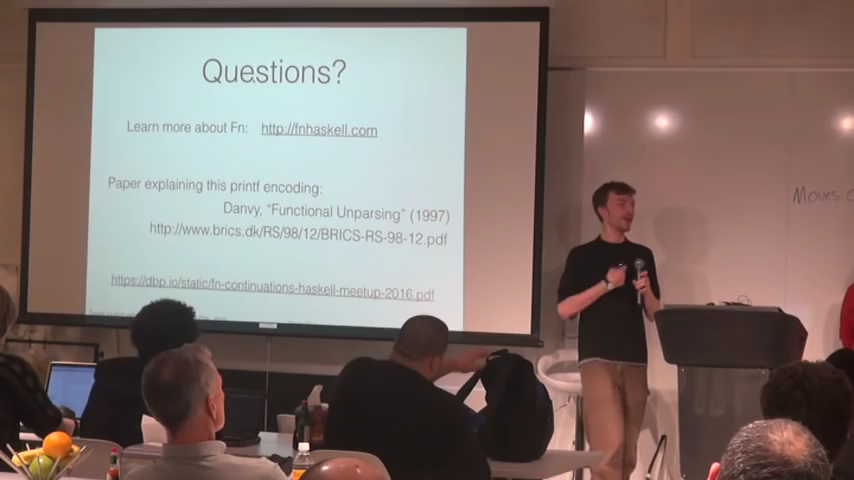 Questions?
Learn more about Fn: http://fnhaskell.com
Paper explaining this printf encoding:
Danvy, "Functional Unparsing" (1997)
http://www.brics.dk/RS/98/12/BRICS-RS-98-12.pdf
https://dbp.io/static/fn-continuations-haskell-meetup-2016.pdf
Moves